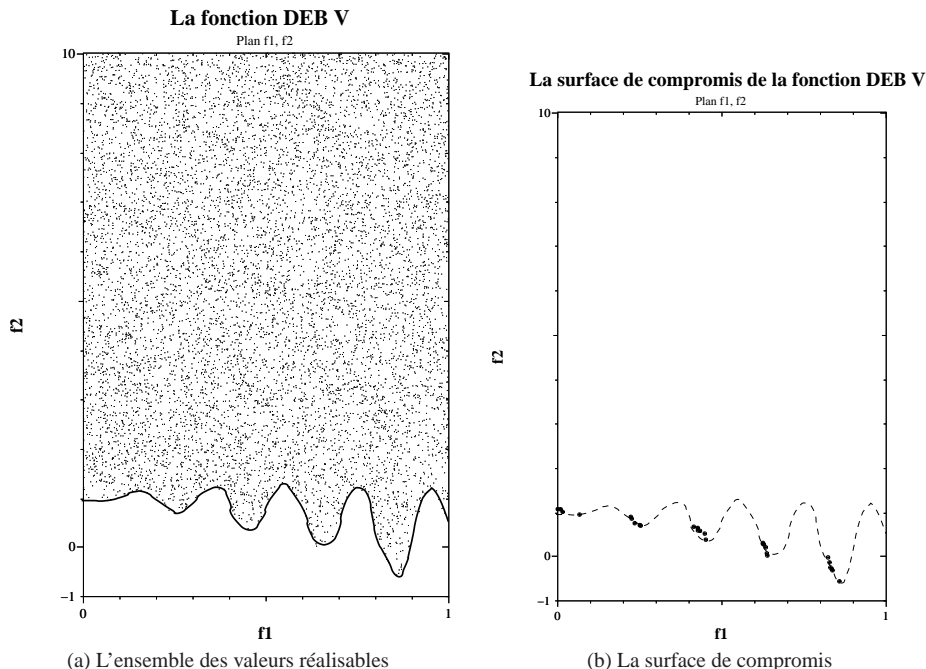 La fonction DEB V
Plan f1, f2
10
f2
0
−1
0
1
f1
(a) L'ensemble des valeurs réalisables
La surface de compromis de la fonction DEB V
Plan f1, f2
10
f2
0
−1
0
1
f1
(b) La surface de compromis